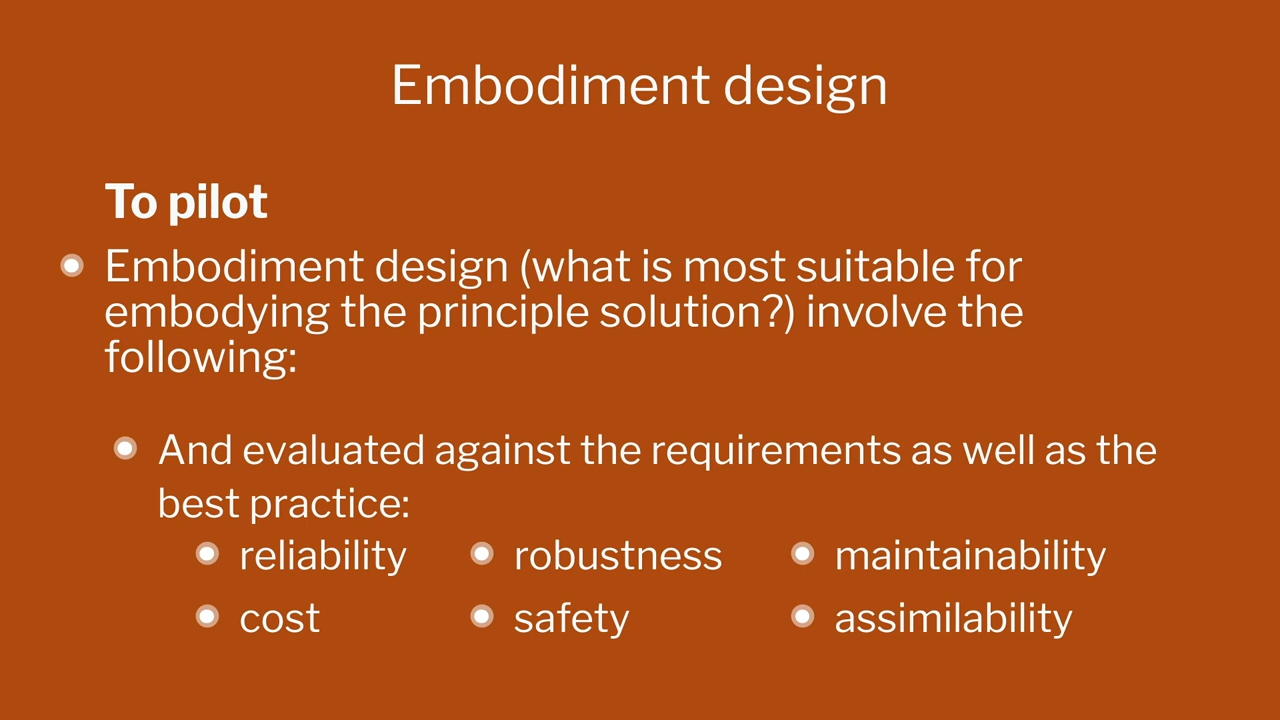 Embodiment design
To pilot
Embodiment design (what is most suitable for
embodying the principle solution?) involve the
following:
And evaluated against the requirements as well as the
best practice:
reliability robustness maintainability
cost safety assimilability